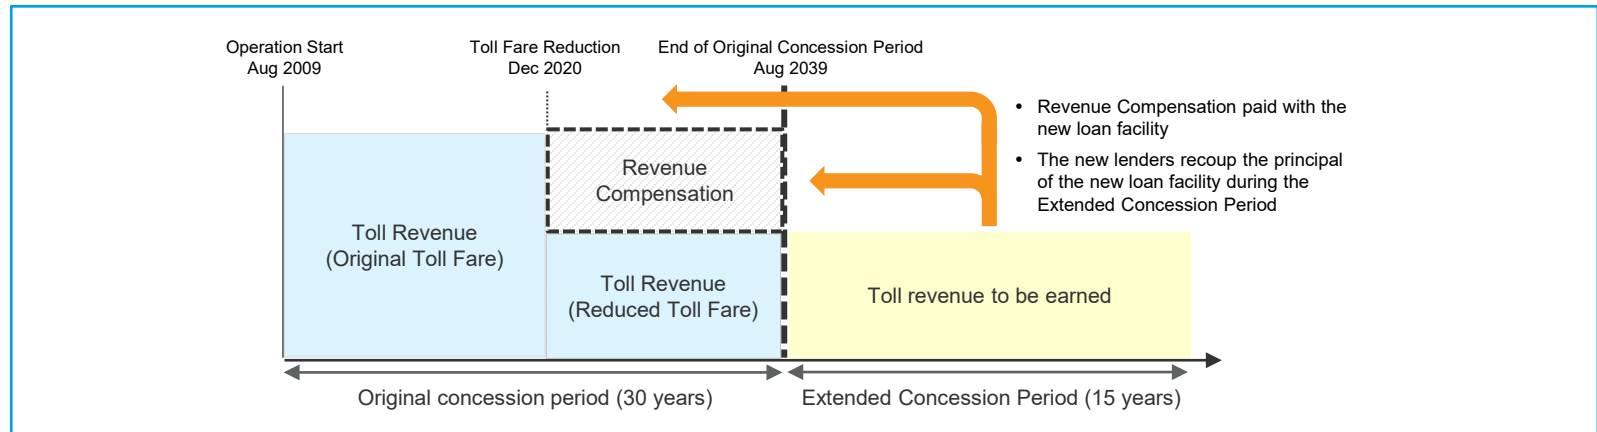 Operation Start
Aug 2009
Toll Fare Reduction
Dec 2020
End of Original Concession Period
Aug 2039
• Revenue Compensation paid with the
new loan facility
• The new lenders recoup the principal
of the new loan facility during the
Extended Concession Period
Revenue
Compensation
Toll Revenue
(Original Toll Fare)
Toll Revenue
(Reduced Toll Fare)
Toll revenue to be earned
Original concession period (30 years)
Extended Concession Period (15 years)